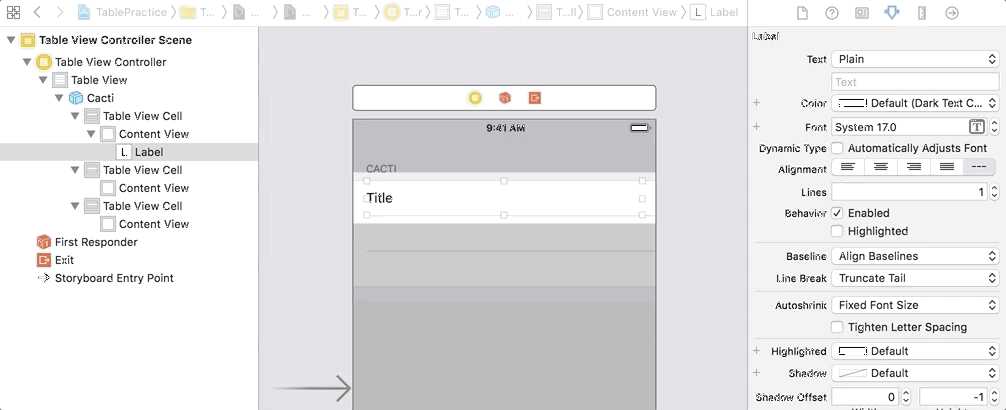 TablePractice T... T... T...r T... ... T...ll Content View L Label
Table View Controller Scene
Table View Controller
Table View
Cacti
Table View Cell
Content View
L Label
Table View Cell
Content View
Table View Cell
Content View
First Responder
Exit
Storyboard Entry Point
9:41 AM
CACTI
Title
Label
Text Plain
Text
+ Color Default (Dark Text C...
+ Font System 17.0 T
Dynamic Type Automatically Adjusts Font
Alignment
Lines 1
Behavior Enabled
Highlighted
Baseline Align Baselines
Line Break Truncate Tail
Autoshrink Fixed Font Size
Tighten Letter Spacing
+ Highlighted Default
+ Shadow Default
Shadow Offset 0 -1